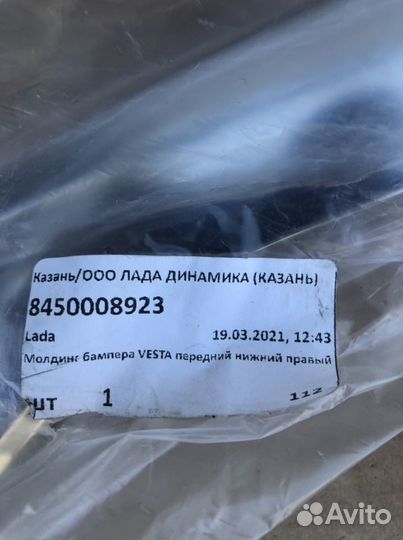 Казань/ООО ЛАДА ДИНАМИКА (КАЗАНЬ)
8450008923
Lada 19.03.2021, 12:43
Молдинг бампера VESTA передний нижний правый
шт 1 112
Avito